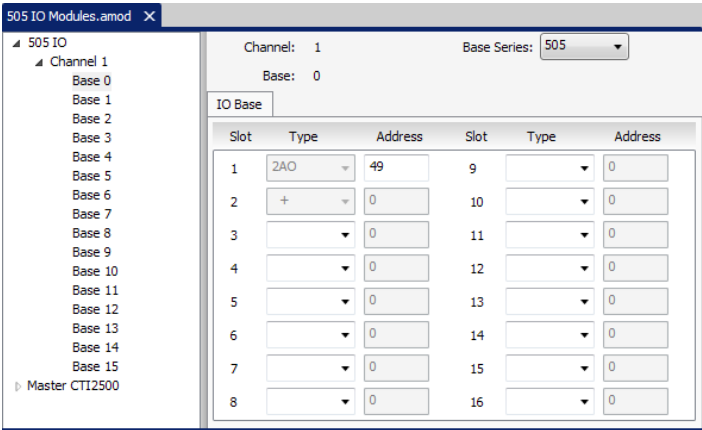 505 IO Modules.amod X
505 IO
Channel 1
Base 0
Base 1
Base 2
Base 3
Base 4
Base 5
Base 6
Base 7
Base 8
Base 9
Base 10
Base 11
Base 12
Base 13
Base 14
Base 15
Master CTI2500
Channel: 1 Base Series: 505
Base: 0
IO Base
Slot Type Address Slot Type Address
1 2AO 49 9 0
2 + 0 10 0
3 0 11 0
4 0 12 0
5 0 13 0
6 0 14 0
7 0 15 0
8 0 16 0